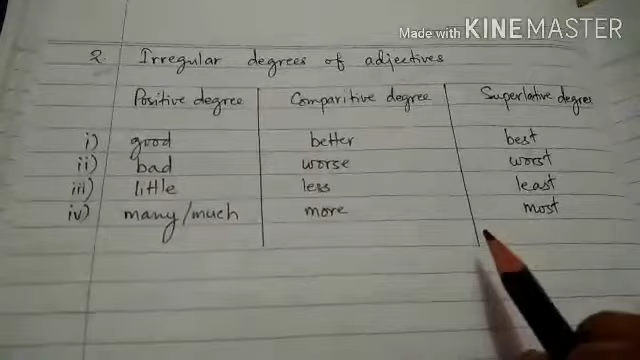 Made with KINEMASTER
2. Irregular degrees of adjectives
Positive degree Comparitive degree Superlative degree
i) good better best
ii) bad worse worst
iii) little less least
iv) many/much more most